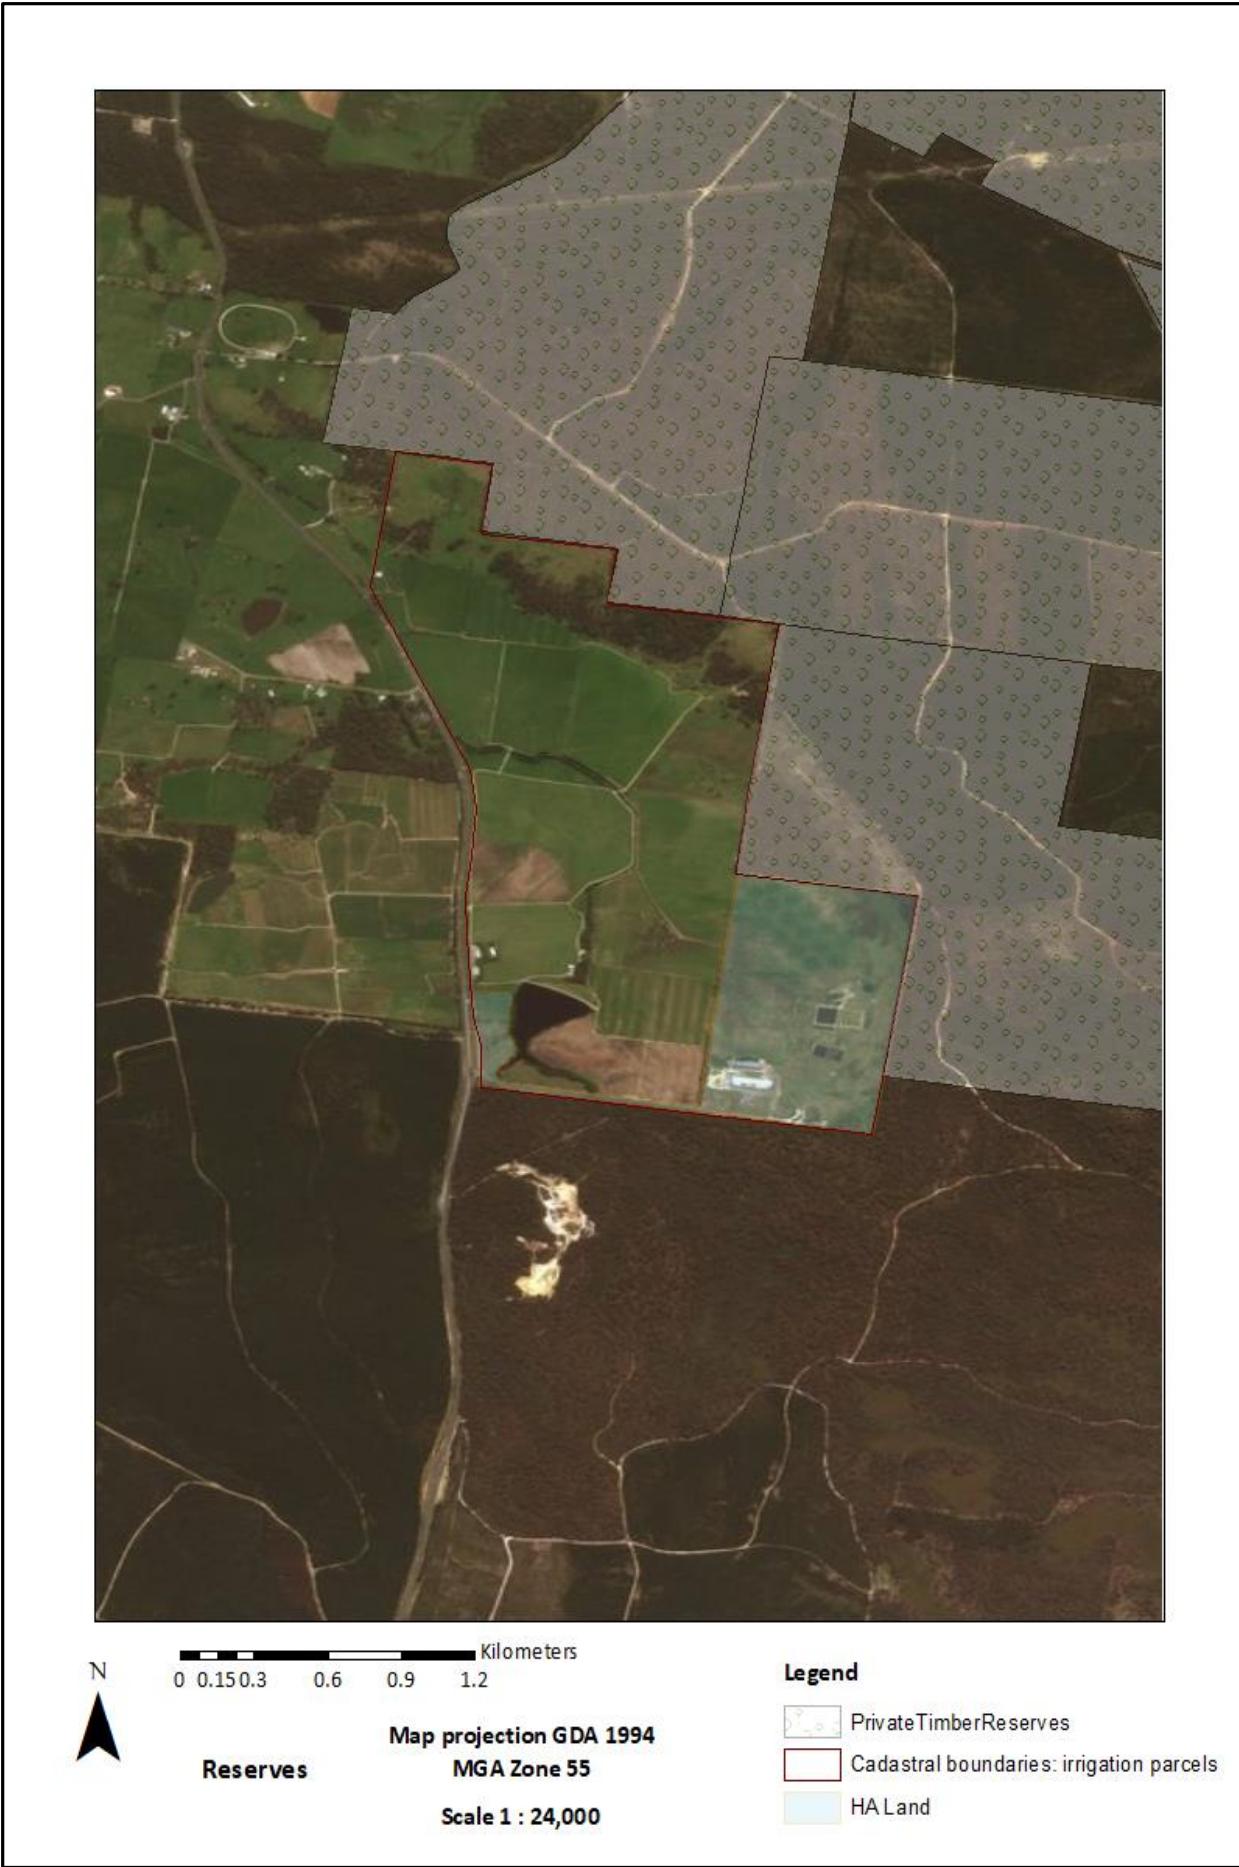 Kilometers
0 0.15 0.3 0.6 0.9 1.2
N
Map projection GDA 1994
MGA Zone 55
Reserves
Scale 1 : 24,000
Legend
PrivateTimberReserves
Cadastral boundaries: irrigation parcels
HA Land